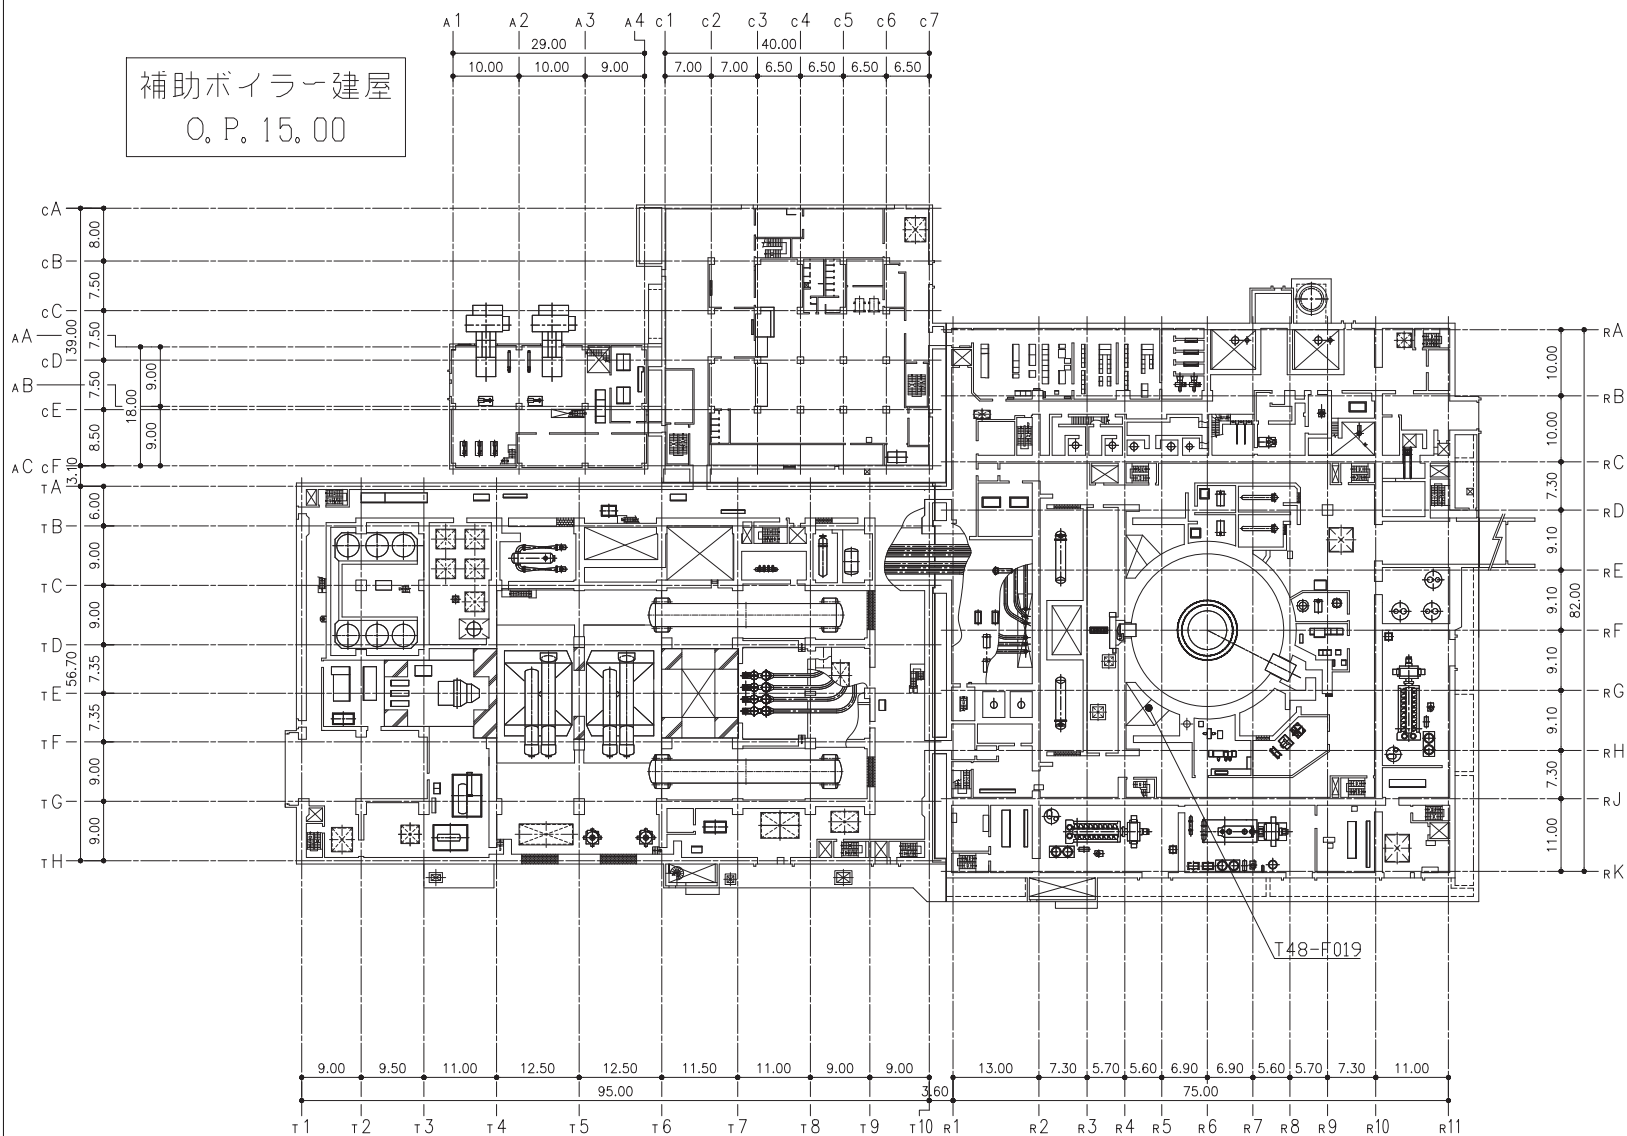 A1 A2 A3 A4 C1 C2 C3 C4 C5 C6 C7
29.00 40.00
10.00 10.00 9.00 7.00 7.00 6.50 6.50 6.50 6.50
補助ボイラー建屋
O.P.15.00
CA
8.00
CB
7.50
CC
AA
39.00
7.50
CD
9.00
AB
7.50
18.00
CE
9.00
8.50
AC CF
3.10
TA
6.00
TB
9.00
TC
9.00
TD
56.70
7.35
TE
7.35
TF
9.00
TG
9.00
TH
RA
10.00
RB
10.00
RC
7.30
RD
9.10
RE
9.10
82.00
RF
9.10
RG
9.10
RH
7.30
RJ
11.00
RK
T48-F019
9.00 9.50 11.00 12.50 12.50 11.50 11.00 9.00 9.00 13.00 7.30 5.70 5.60 6.90 6.90 5.60 5.70 7.30 11.00
95.00 3.60 75.00
T1 T2 T3 T4 T5 T6 T7 T8 T9 T10 R1 R2 R3 R4 R5 R6 R7 R8 R9 R10 R11